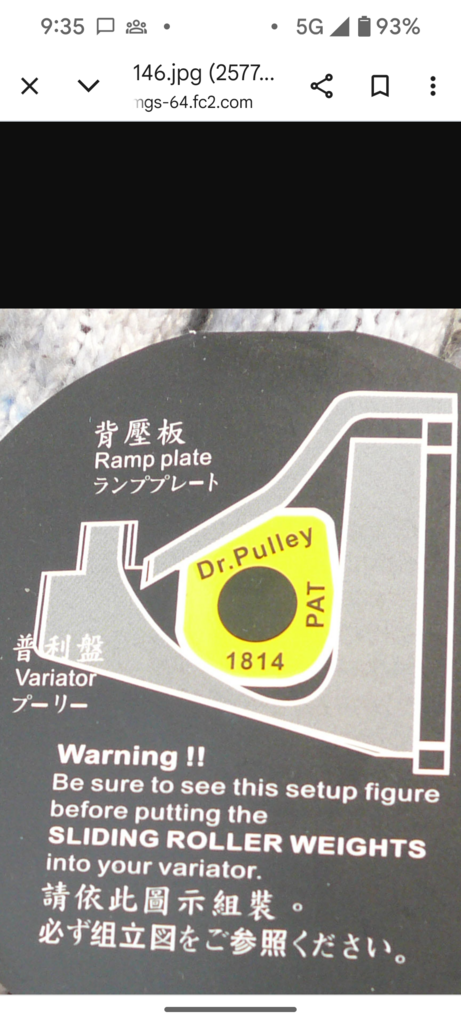 9:35
5G
93%
146.jpg (2577...
mgs-64.fc2.com
背壓板
Ramp plate
ランププレート
Dr.Pulley
PAT
1814
普利盤
Variator
プーリー
Warning !!
Be sure to see this setup figure
before putting the
SLIDING ROLLER WEIGHTS
into your variator.
請依此圖示組裝。
必ず组立図をご参照ください。